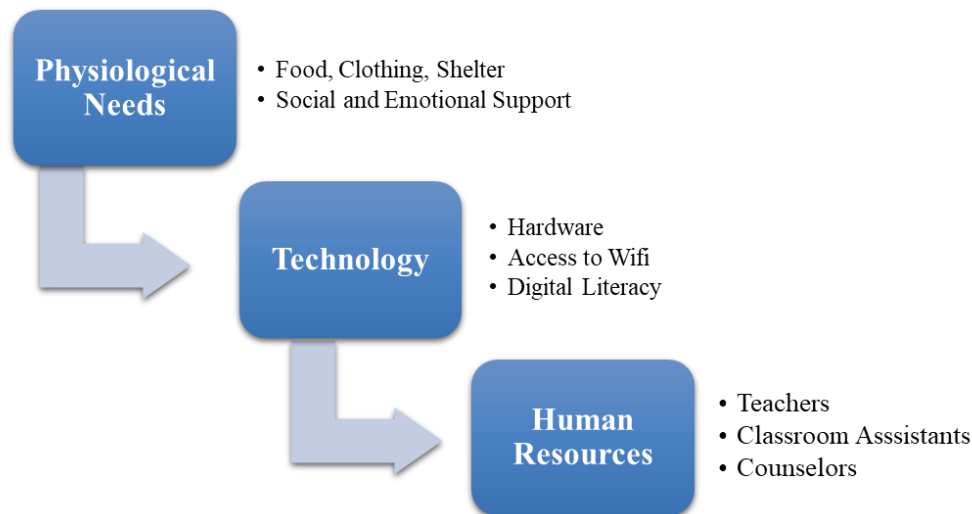 Physiological
Needs
• Food, Clothing, Shelter
• Social and Emotional Support
Technology
• Hardware
• Access to Wifi
• Digital Literacy
Human
Resources
• Teachers
• Classroom Asssistants
• Counselors